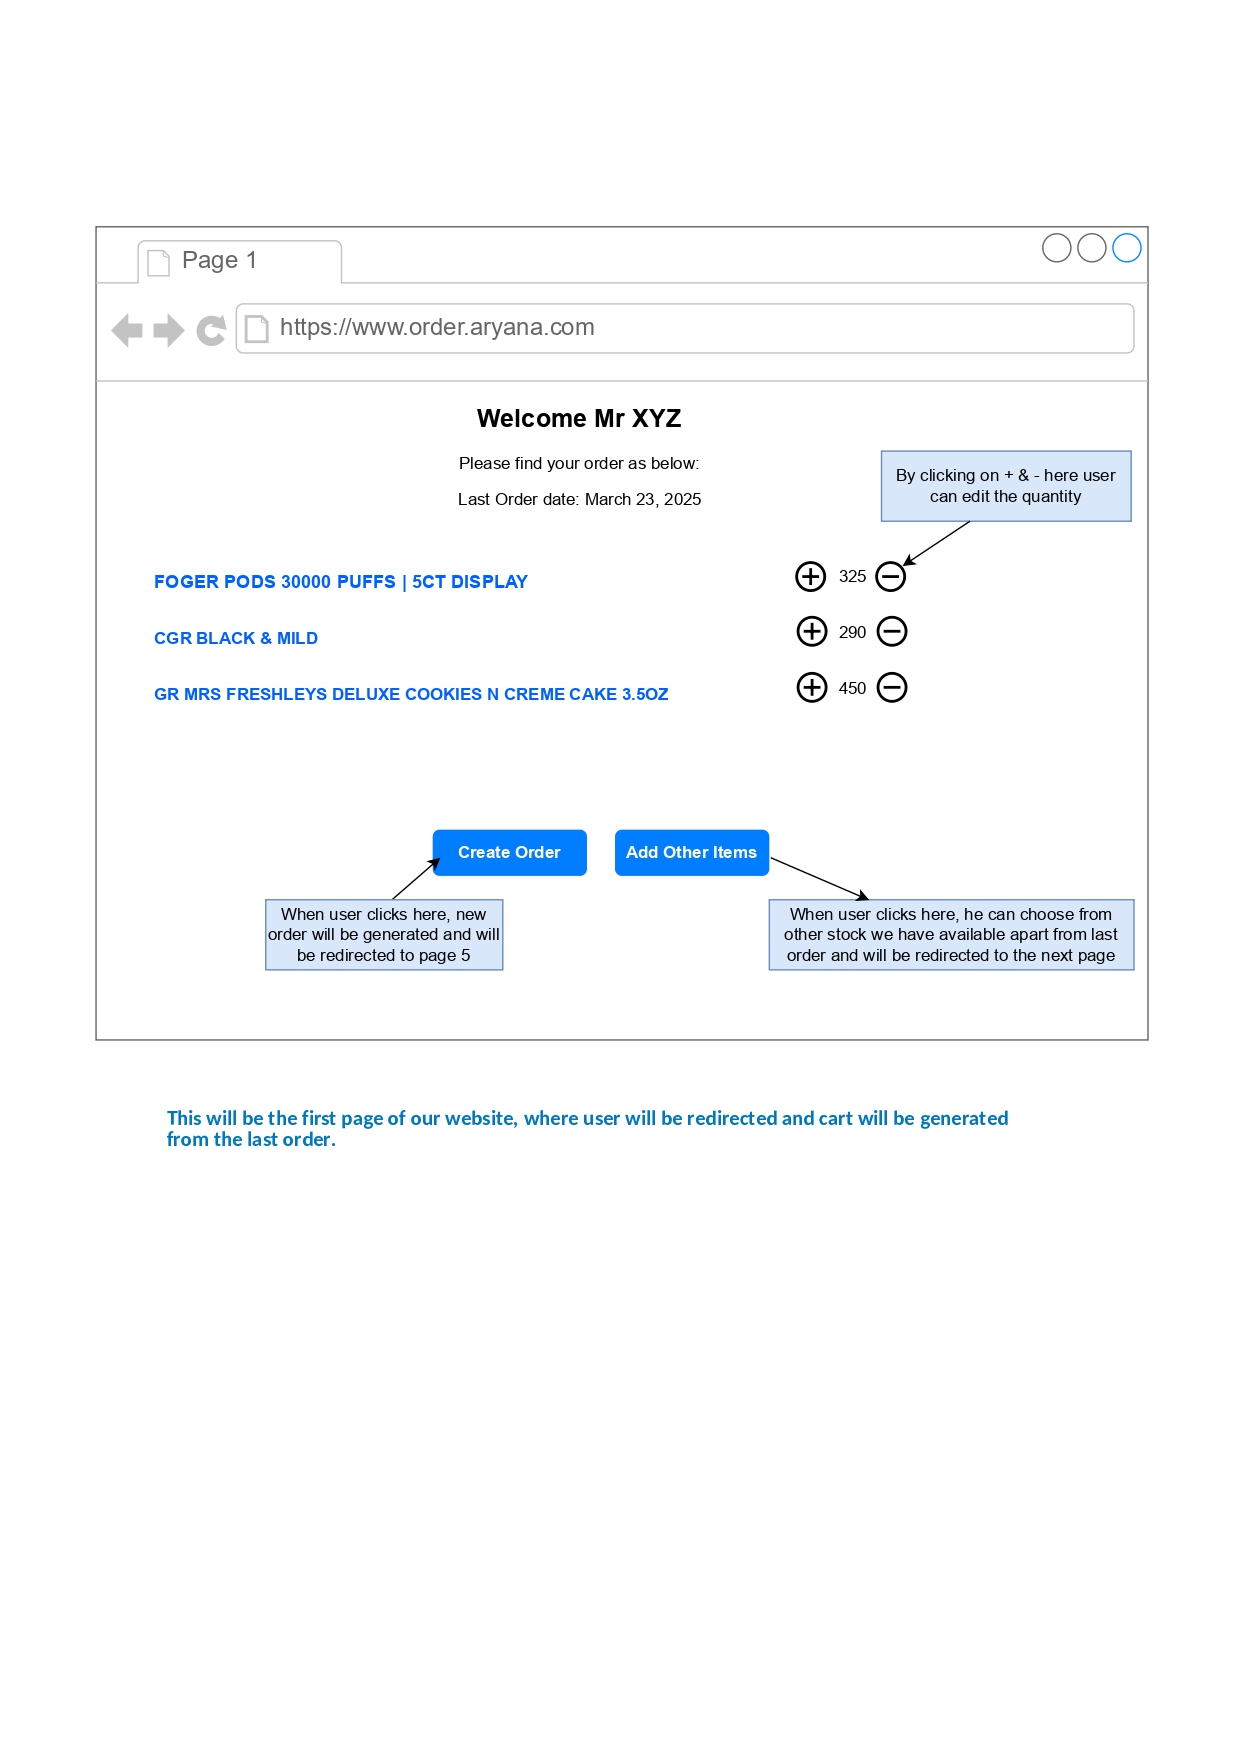 Page 1
https://www.order.aryana.com
Welcome Mr XYZ
Please find your order as below:
Last Order date: March 23, 2025
By clicking on + & - here user
can edit the quantity
FOGER PODS 30000 PUFFS | 5CT DISPLAY
325
CGR BLACK & MILD
290
GR MRS FRESHLEYS DELUXE COOKIES N CREME CAKE 3.5OZ
450
Create Order
Add Other Items
When user clicks here, new
order will be generated and will
be redirected to page 5
When user clicks here, he can choose from
other stock we have available apart from last
order and will be redirected to the next page
This will be the first page of our website, where user will be redirected and cart will be generated
from the last order.